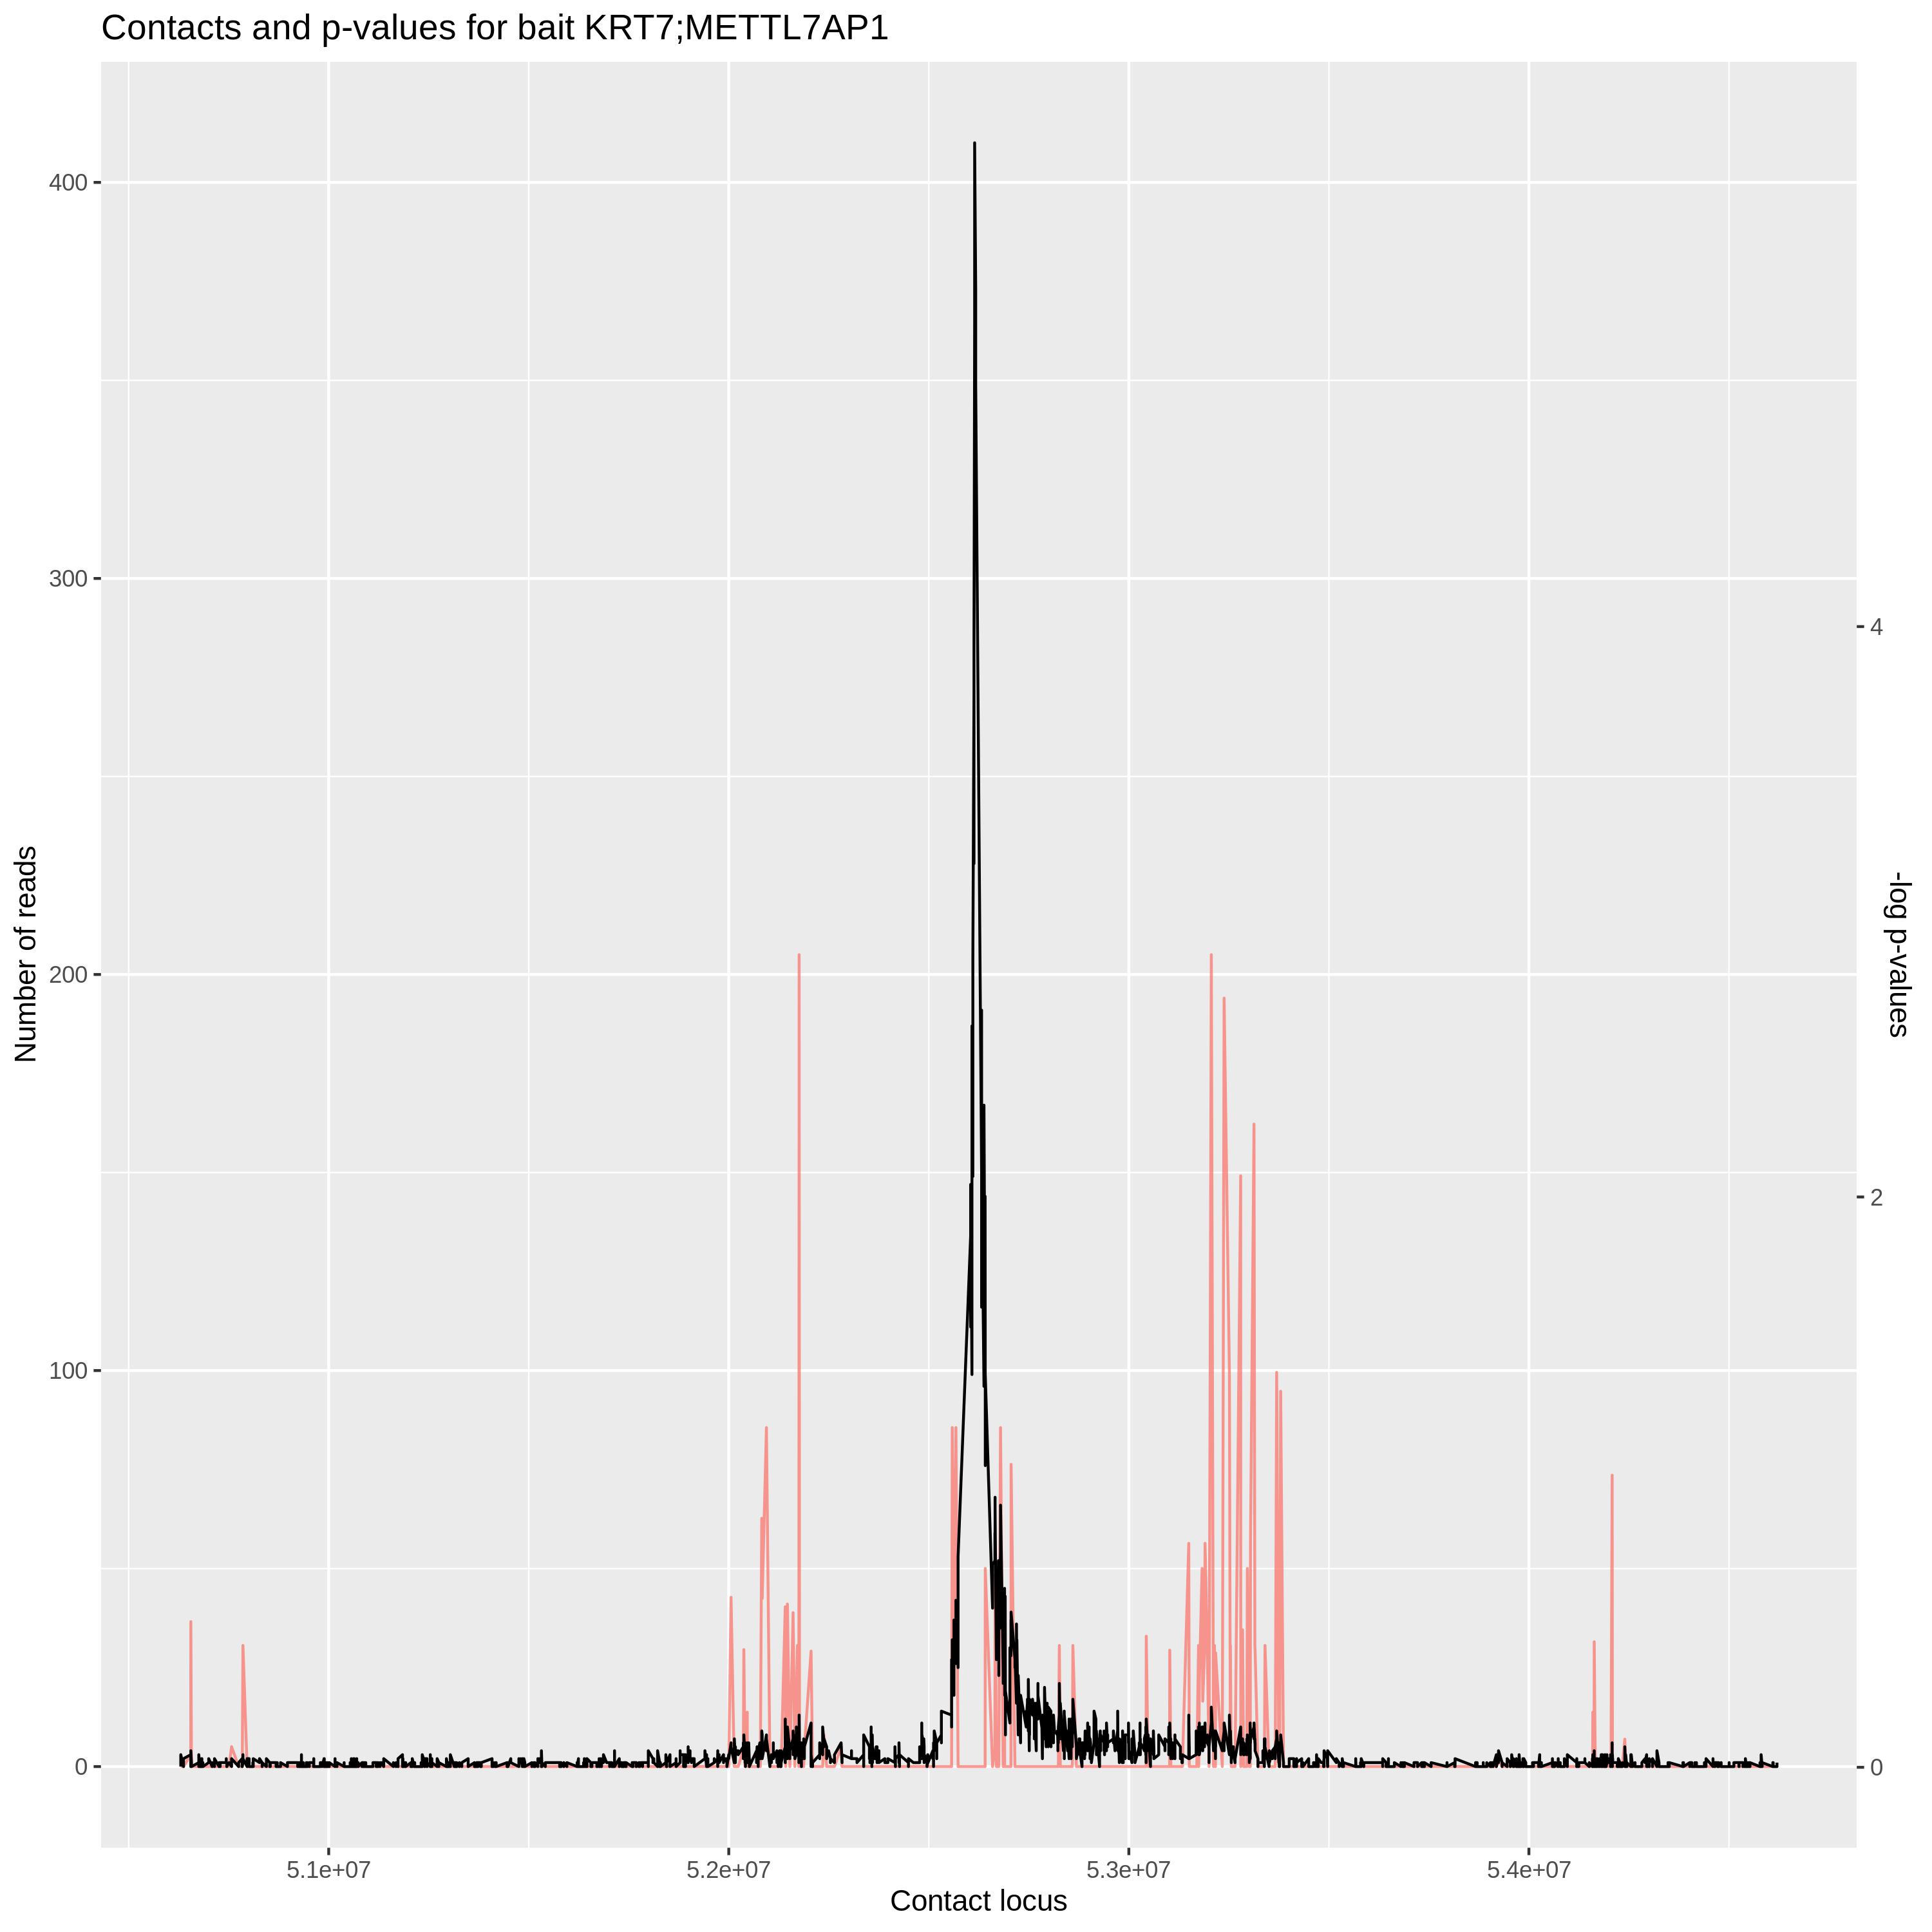 Contacts and p-values for bait KRT7;METTL7AP1
400
300
200
100
0
Number of reads
4
2
0
-log p-values
5.1e+07
5.2e+07
5.3e+07
5.4e+07
Contact locus